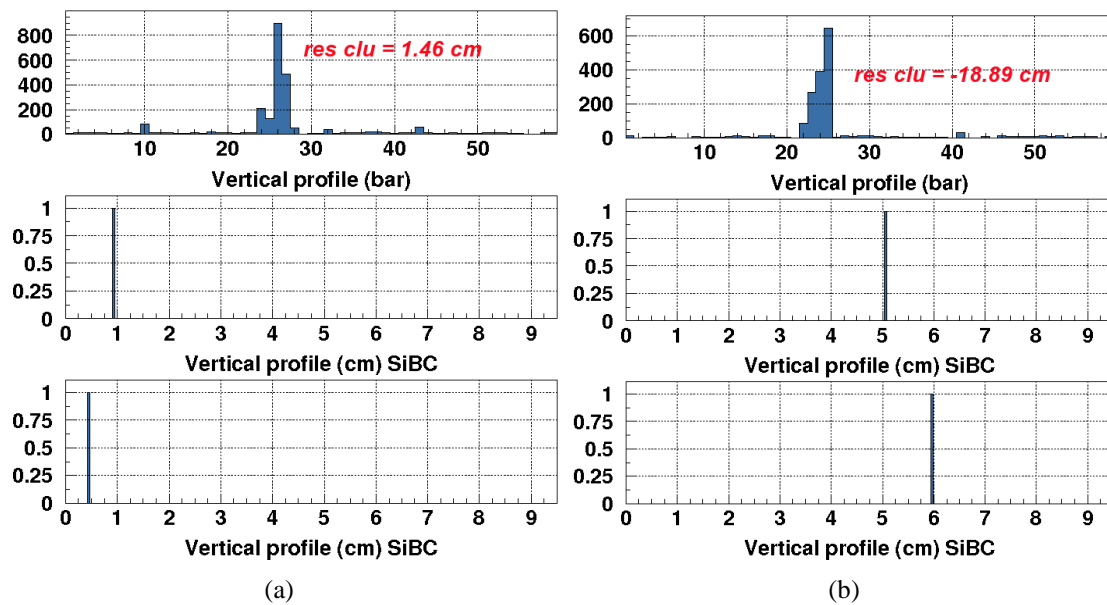 800
600
400
200
0
res clu = 1.46 cm
10 20 30 40 50
Vertical profile (bar)
1
0.75
0.5
0.25
0
0 1 2 3 4 5 6 7 8 9
Vertical profile (cm) SiBC
1
0.75
0.5
0.25
0
0 1 2 3 4 5 6 7 8 9
Vertical profile (cm) SiBC
(a)
600
400
200
0
res clu = -18.89 cm
10 20 30 40 50
Vertical profile (bar)
1
0.75
0.5
0.25
0
0 1 2 3 4 5 6 7 8 9
Vertical profile (cm) SiBC
1
0.75
0.5
0.25
0
0 1 2 3 4 5 6 7 8 9
Vertical profile (cm) SiBC
(b)